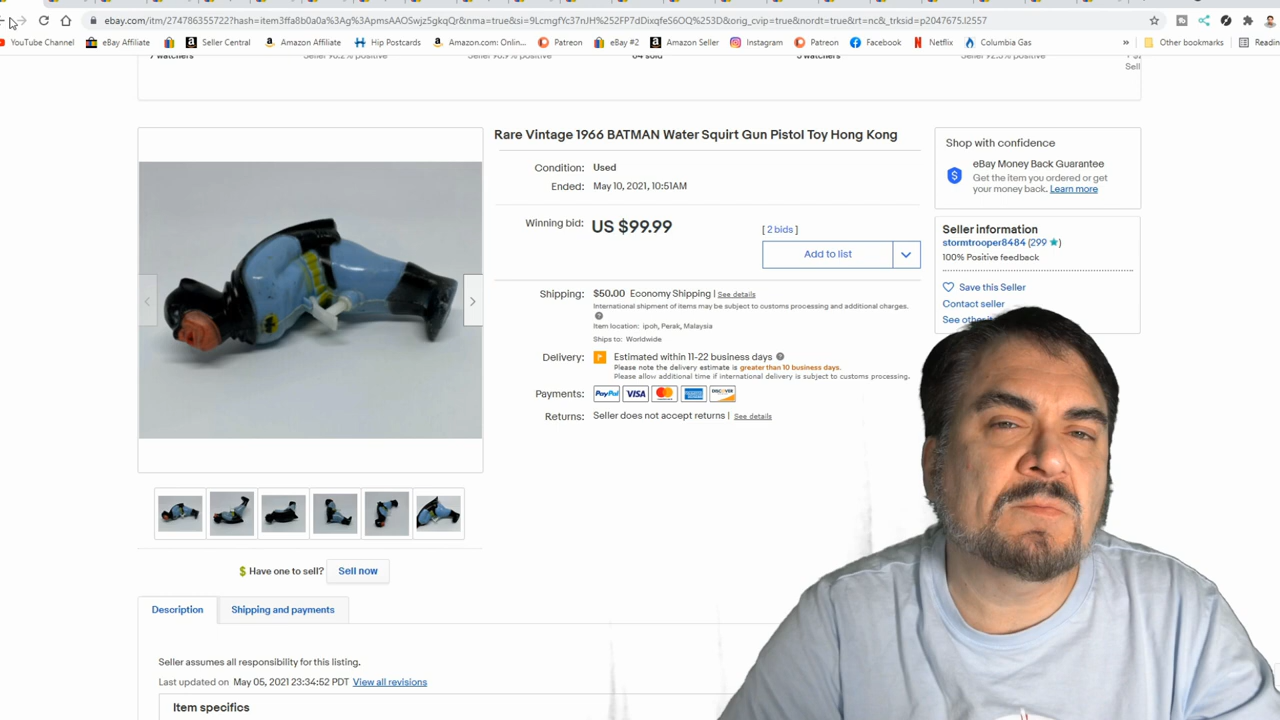 ebay.com/itm/274786355722?hash=item3ffa8b0a0a%3Ag%3ApmsAAOSwjz5gkqQr&nma=true&si=9LcmgfYc37nJH%252FP7dDixqfeS6OQ%253D&orig_cvip=true&nordt=true&rt=nc&_trksid=p2047675.l2557
YouTube Channel eBay Affiliate Seller Central Amazon Affiliate Hip Postcards Amazon.com: Onlin... Patreon eBay #2 Amazon Seller Instagram Patreon Facebook Netflix Columbia Gas » Other bookmarks
Sell
Rare Vintage 1966 BATMAN Water Squirt Gun Pistol Toy Hong Kong
Condition: Used
Ended: May 10, 2021, 10:51AM
Winning bid: US $99.99 [ 2 bids ]
Add to list
Shipping: $50.00 Economy Shipping | See details
International shipment of items may be subject to customs processing and additional charges.
Item location: ipoh, Perak, Malaysia
Ships to: Worldwide
Delivery: Estimated within 11-22 business days
Please note the delivery estimate is greater than 10 business days.
Please allow additional time if international delivery is subject to customs processing.
Payments: PayPal VISA DISCOVER
Returns: Seller does not accept returns | See details
Shop with confidence
eBay Money Back Guarantee
Get the item you ordered or get
your money back. Learn more
Seller information
stormtrooper8484 (299 )
100% Positive feedback
Save this Seller
Contact seller
See other
Have one to sell? Sell now
Description Shipping and payments
Seller assumes all responsibility for this listing.
Last updated on May 05, 2021 23:34:52 PDT View all revisions
Item specifics